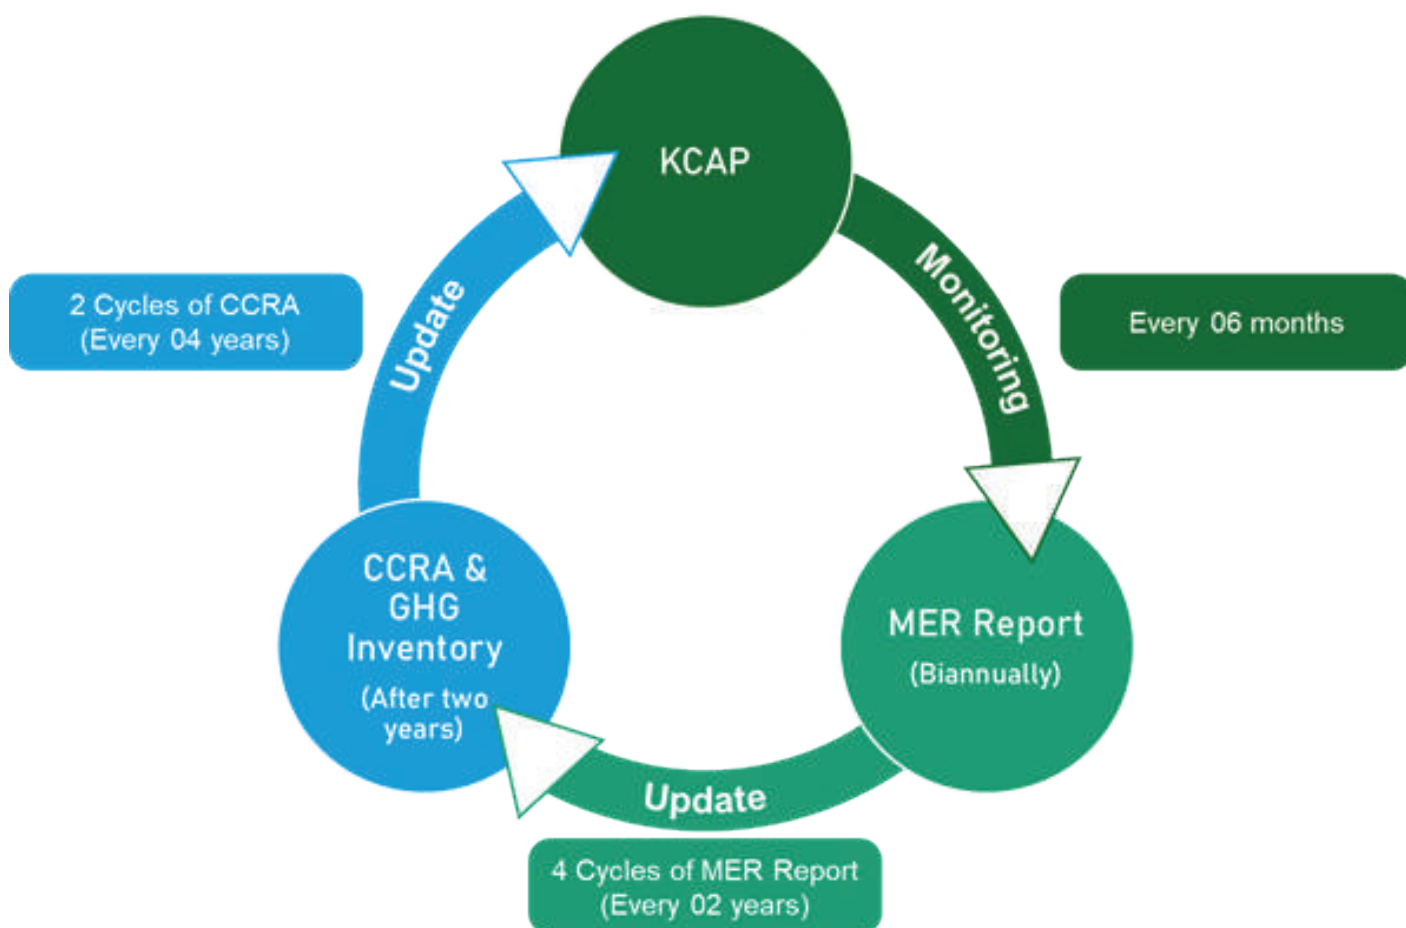 KCAP
Monitoring
Every 06 months
MER Report
(Biannually)
Update
4 Cycles of MER Report
(Every 02 years)
CCRA &
GHG
Inventory
(After two
years)
Update
2 Cycles of CCRA
(Every 04 years)